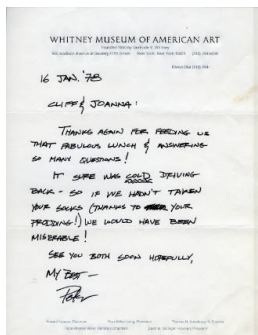 WHITNEY MUSEUM OF AMERICAN ART
16 JAN. '78
CLIFF & JOANNA:
THANKS AGAIN FOR FEEDING US
THAT FABULOUS LUNCH & ANSWERING
SO MANY QUESTIONS!
IT SURE WAS COLD DRIVING
BACK - SO IF WE HADN'T TAKEN
YOUR SOCKS (THANKS TO YOUR
PRODDING!) WE WOULD HAVE BEEN
MISERABLE!
SEE YOU BOTH SOON HOPEFULLY,
MY BEST -